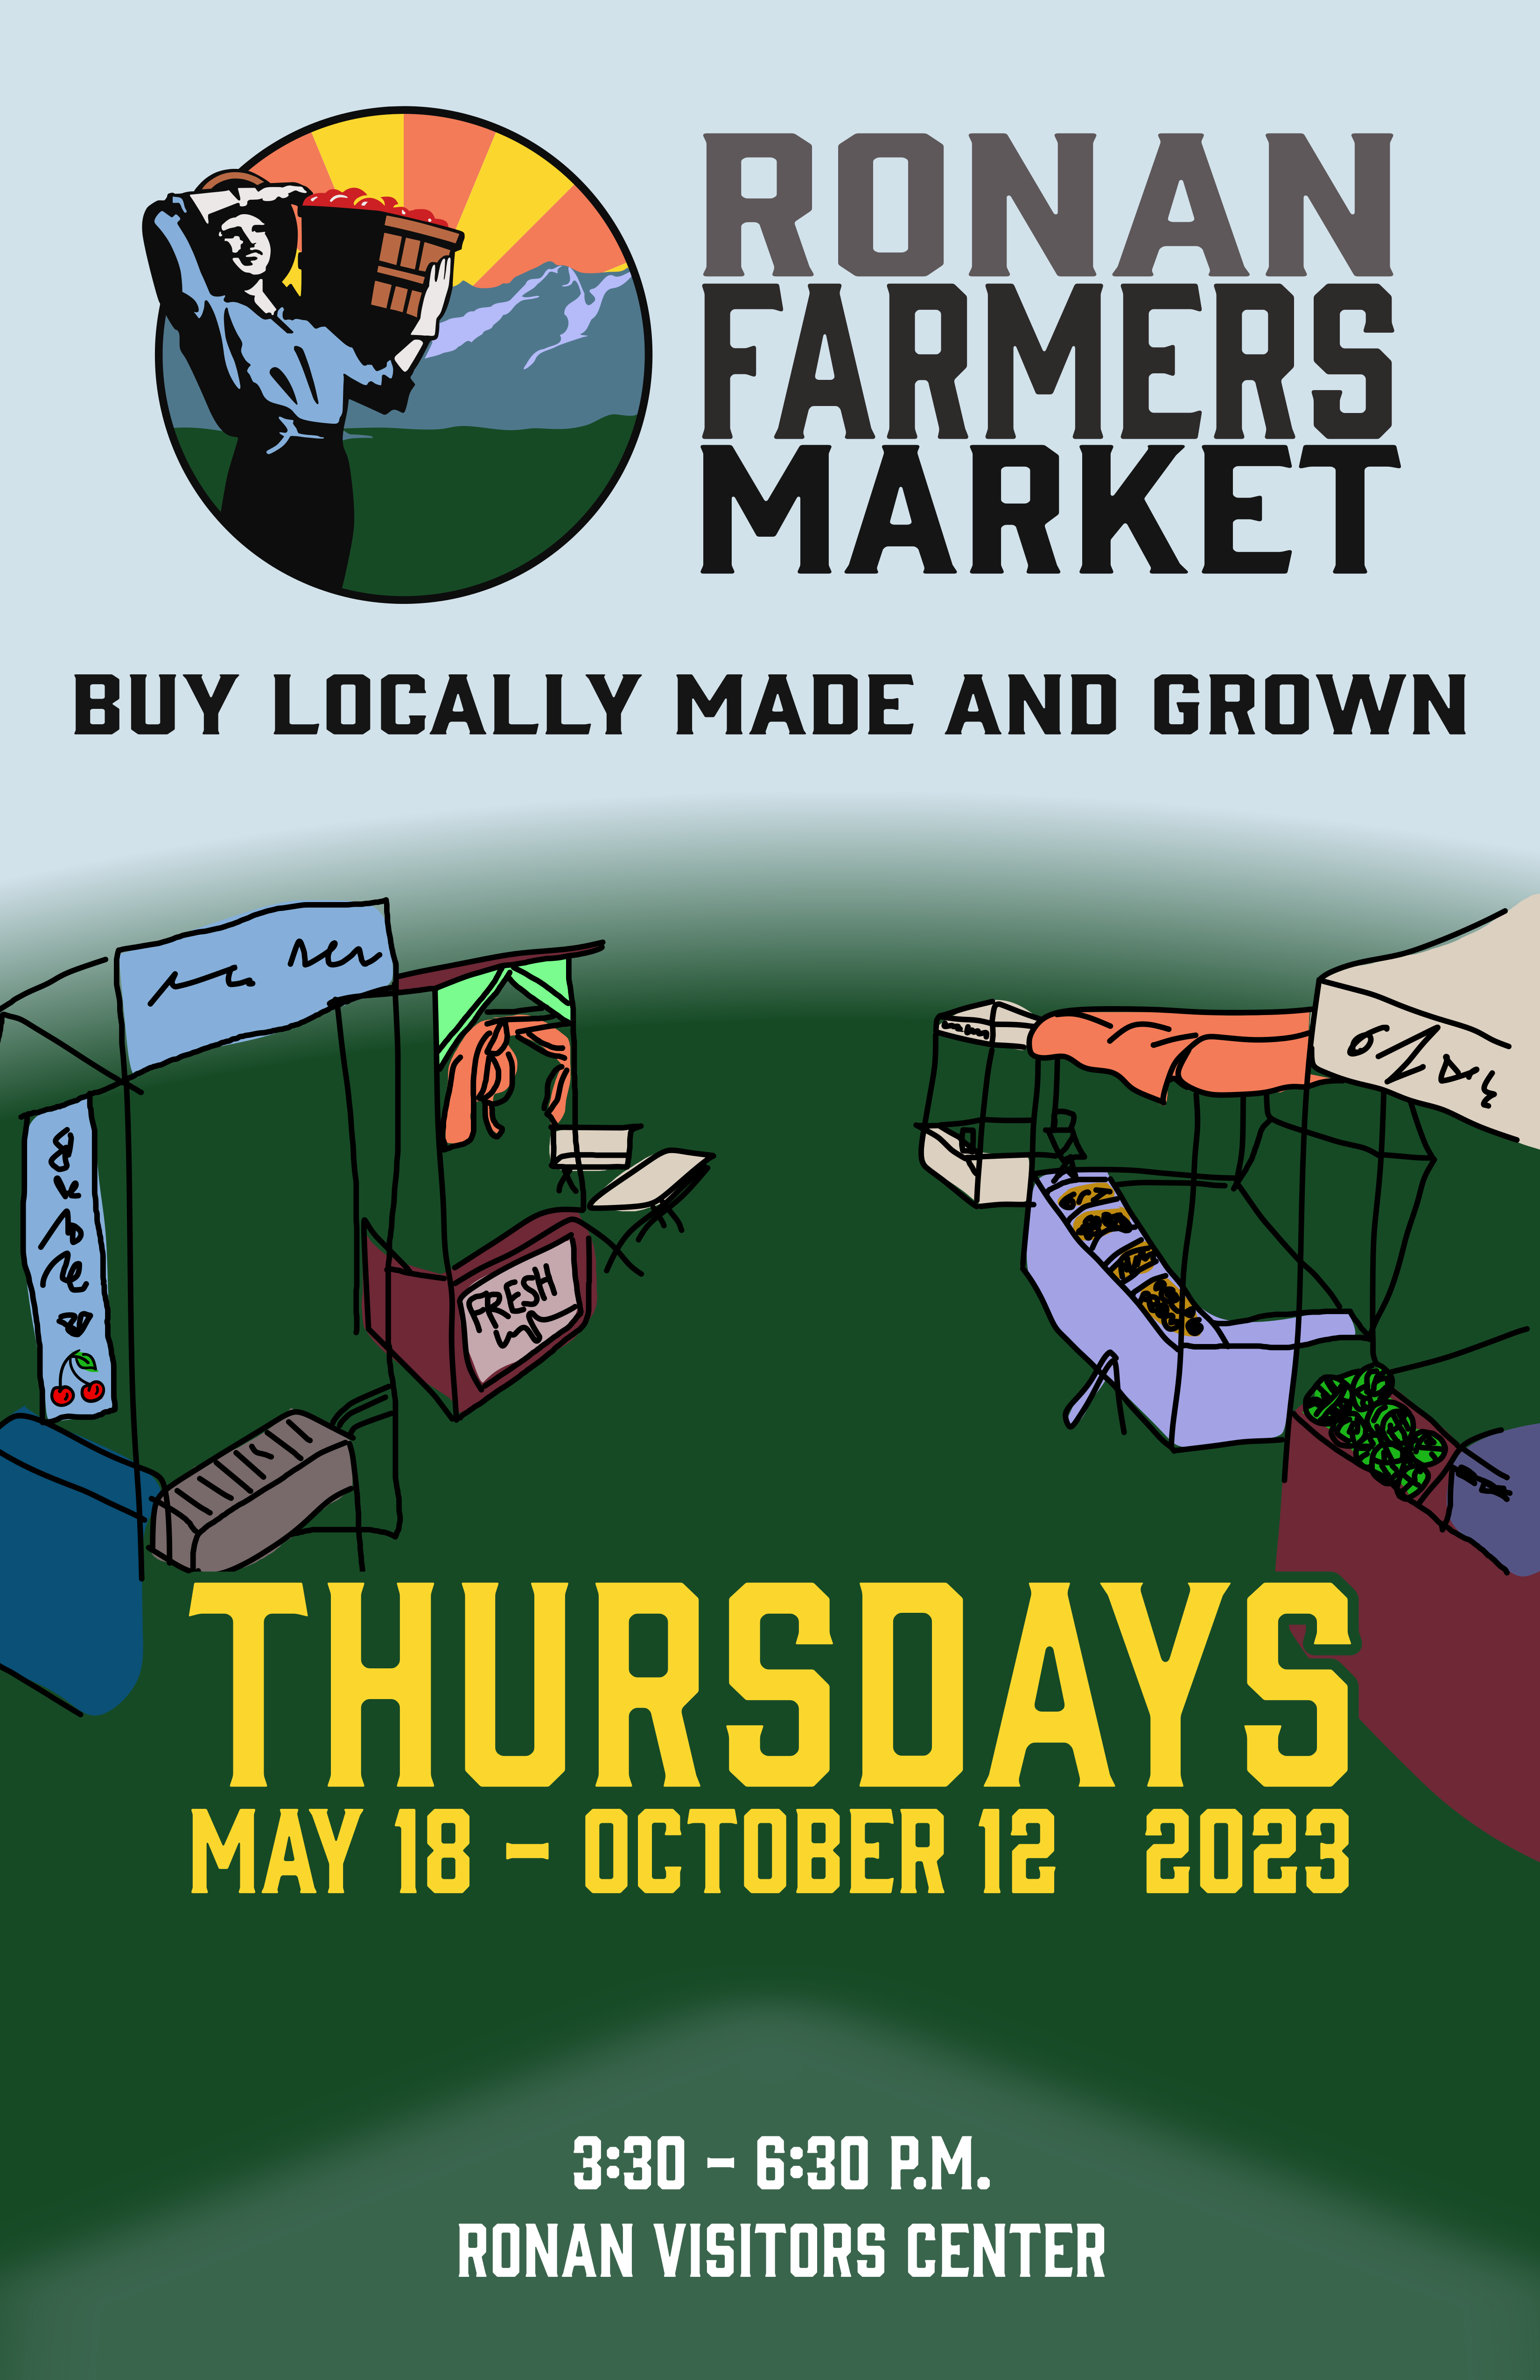 RONAN
FARMERS
MARKET
BUY LOCALLY MADE AND GROWN
FRESH
THURSDAYS
MAY 18 – OCTOBER 12 2023
3:30 – 6:30 P.M.
RONAN VISITORS CENTER